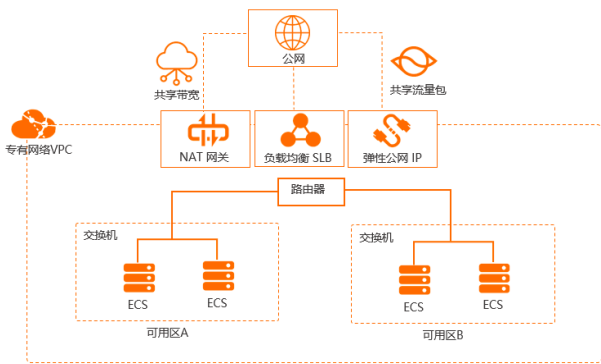 公网
共享带宽
共享流量包
专有网络VPC
NAT 网关
负载均衡 SLB
弹性公网 IP
路由器
交换机
ECS
ECS
可用区A
交换机
ECS
ECS
可用区B